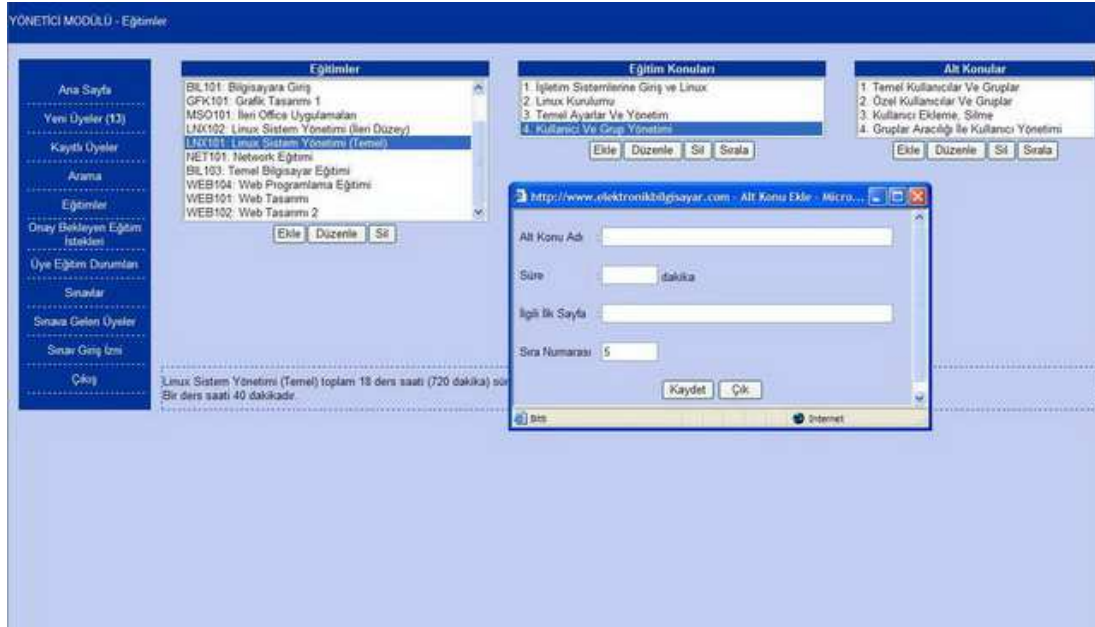 YÖNETİCİ MODÜLÜ - Eğitimler
Ana Sayfa
Yeni Üyeler (13)
Kayıtlı Üyeler
Arama
Eğitimler
Onay Bekleyen Eğitim
İstekleri
Üye Eğitim Durumları
Sınavlar
Sınava Gelen Üyeler
Sınav Giriş İzni
Çıkış
Eğitimler
BİL101: Bilgisayara Giriş
GFK101: Grafik Tasarımı 1
MSO101: İleri Office Uygulamaları
LNX102: Linux Sistem Yönetimi (İleri Düzey)
LNX101: Linux Sistem Yönetimi (Temel)
NET101: Network Eğitimi
BİL103: Temel Bilgisayar Eğitimi
WEB104: Web Programlama Eğitimi
WEB101: Web Tasarımı
WEB102: Web Tasarımı 2
Ekle Düzenle Sil
Eğitim Konuları
1. İşletim Sistemlerine Giriş ve Linux
2. Linux Kurulumu
3. Temel Ayarlar Ve Yönetim
4. Kullanıcı Ve Grup Yönetimi
Ekle Düzenle Sil Sırala
Alt Konular
1. Temel Kullanıcılar Ve Gruplar
2. Özel Kullanıcılar Ve Gruplar
3. Kullanıcı Ekleme, Silme
4. Gruplar Aracılığı İle Kullanıcı Yönetimi
Ekle Düzenle Sil Sırala
http://www.elektronikbilgisayar.com - Alt Konu Ekle - Micro...
Alt Konu Adı :
Süre : dakika
İlgili İlk Sayfa :
Sıra Numarası : 5
Kaydet Çık
Bitti Internet
Linux Sistem Yönetimi (Temel) toplam 18 ders saati (720 dakika) sür
Bir ders saati 40 dakikadır.